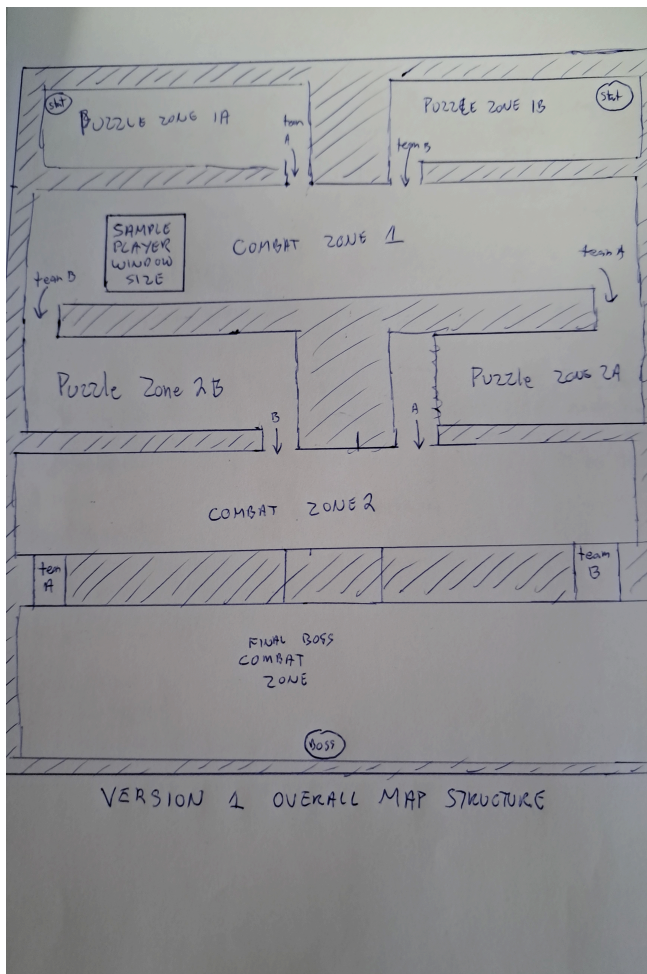 Start
PUZZLE ZONE 1A
team
A
PUZZLE ZONE 1B
Start
team B
SAMPLE
PLAYER
WINDOW
SIZE
COMBAT ZONE 1
team B
team A
Puzzle Zone 2B
Puzzle ZONE 2A
B
A
COMBAT ZONE 2
team
A
team
B
FINAL BOSS
COMBAT
ZONE
BOSS
VERSION 1 OVERALL MAP STRUCTURE